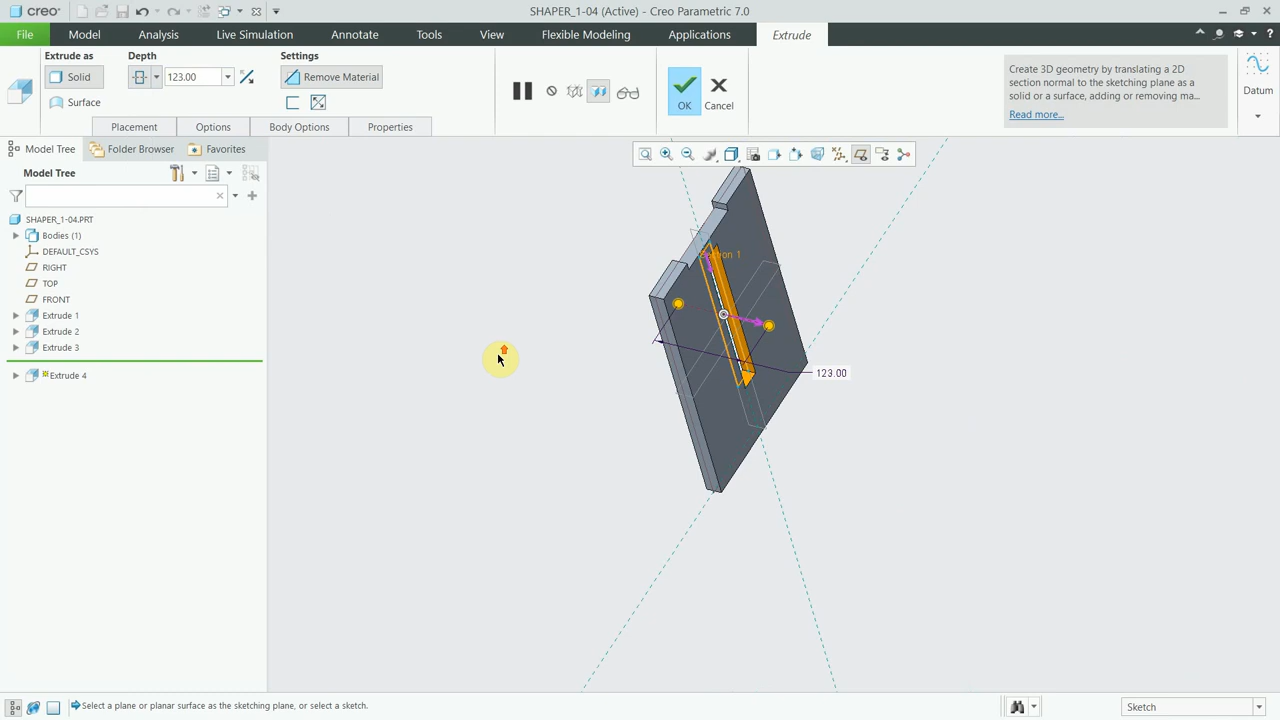 creo
SHAPER_1-04 (Active) - Creo Parametric 7.0
File Model Analysis Live Simulation Annotate Tools View Flexible Modeling Applications Extrude
Extrude as Depth Settings
Solid 123.00 Remove Material
Surface
OK Cancel
Create 3D geometry by translating a 2D
section normal to the sketching plane as a
solid or a surface, adding or removing ma...
Read more...
Datum
Placement Options Body Options Properties
Model Tree Folder Browser Favorites
Model Tree
SHAPER_1-04.PRT
Bodies (1)
DEFAULT_CSYS
RIGHT
TOP
FRONT
Extrude 1
Extrude 2
Extrude 3
Extrude 4
Section 1
123.00
Select a plane or planar surface as the sketching plane, or select a sketch.
Sketch